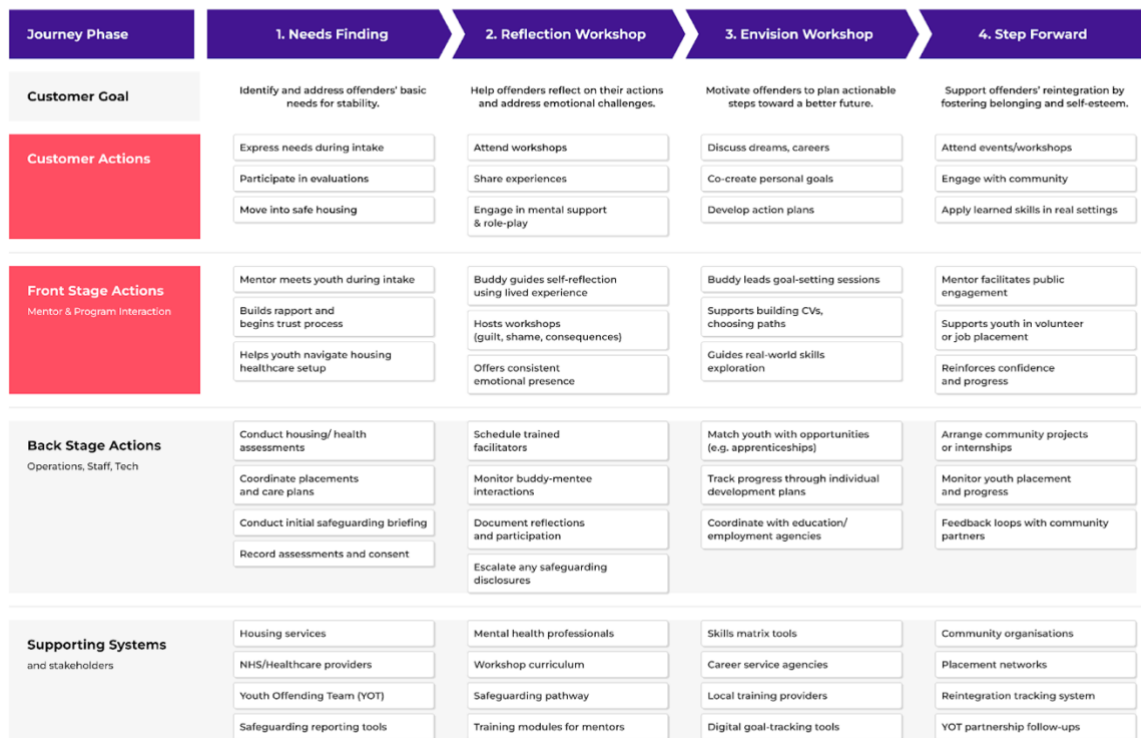 Journey Phase
1. Needs Finding
2. Reflection Workshop
3. Envision Workshop
4. Step Forward
Customer Goal
Identify and address offenders' basic
needs for stability.
Help offenders reflect on their actions
and address emotional challenges.
Motivate offenders to plan actionable
steps toward a better future.
Support offenders' reintegration by
fostering belonging and self-esteem.
Customer Actions
Express needs during intake
Participate in evaluations
Move into safe housing
Attend workshops
Share experiences
Engage in mental support
& role-play
Discuss dreams, careers
Co-create personal goals
Develop action plans
Attend events/workshops
Engage with community
Apply learned skills in real settings
Front Stage Actions
Mentor & Program Interaction
Mentor meets youth during intake
Builds rapport and
begins trust process
Helps youth navigate housing
healthcare setup
Buddy guides self-reflection
using lived experience
Hosts workshops
(guilt, shame, consequences)
Offers consistent
emotional presence
Buddy leads goal-setting sessions
Supports building CVs,
choosing paths
Guides real-world skills
exploration
Mentor facilitates public
engagement
Supports youth in volunteer
or job placement
Reinforces confidence
and progress
Back Stage Actions
Operations, Staff, Tech
Conduct housing/ health
assessments
Coordinate placements
and care plans
Conduct initial safeguarding briefing
Record assessments and consent
Schedule trained
facilitators
Monitor buddy-mentee
interactions
Document reflections
and participation
Escalate any safeguarding
disclosures
Match youth with opportunities
(e.g. apprenticeships)
Track progress through individual
development plans
Coordinate with education/
employment agencies
Arrange community projects
or internships
Monitor youth placement
and progress
Feedback loops with community
partners
Supporting Systems
and stakeholders
Housing services
NHS/Healthcare providers
Youth Offending Team (YOT)
Safeguarding reporting tools
Mental health professionals
Workshop curriculum
Safeguarding pathway
Training modules for mentors
Skills matrix tools
Career service agencies
Local training providers
Digital goal-tracking tools
Community organisations
Placement networks
Reintegration tracking system
YOT partnership follow-ups